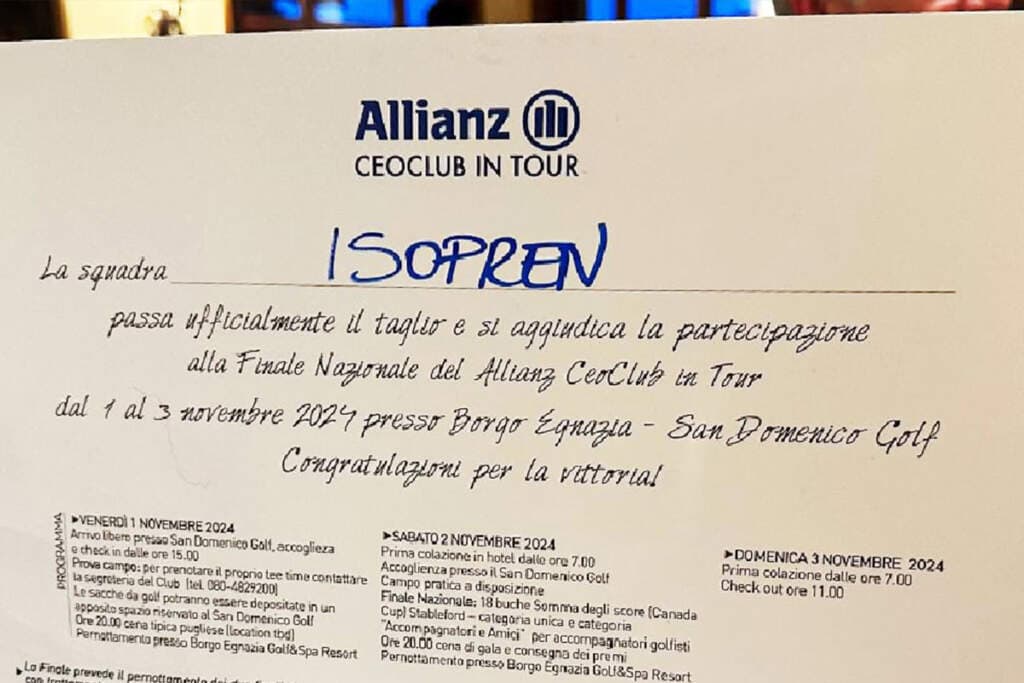 Allianz
CEOCLUB IN TOUR
La squadra ISOPREN
passa ufficialmente il taglio e si aggiudica la partecipazione
alla Finale Nazionale del Allianz CeoClub in Tour
dal 1 al 3 novembre 2024 presso Borgo Egnazia - San Domenico Golf
Congratulazioni per la vittoria!
PROGRAMMA
►VENERDÌ 1 NOVEMBRE 2024
Arrivo libero presso San Domenico Golf, accoglienza
e check in dalle ore 15.00
Prova campo: per prenotare il proprio tee time contattare
la segreteria del Club (tel. 080-4829200)
Le sacche da golf potranno essere depositate in un
apposito spazio riservato al San Domenico Golf
Ore 20.00 cena tipica pugliese (location tbd)
Pernottamento presso Borgo Egnazia Golf&Spa Resort
►SABATO 2 NOVEMBRE 2024
Prima colazione in hotel dalle ore 7.00
Accoglienza presso il San Domenico Golf
Campo pratica a disposizione
Finale Nazionale: 18 buche Somma degli score (Canada
Cup) Stableford – categoria unica e categoria
"Accompagnatori e Amici" per accompagnatori golfisti
Ore 20.00 cena di gala e consegna dei premi
Pernottamento presso Borgo Egnazia Golf&Spa Resort
►DOMENICA 3 NOVEMBRE 2024
Prima colazione dalle ore 7.00
Check out ore 11.00
►La Finale prevede il pernottamento